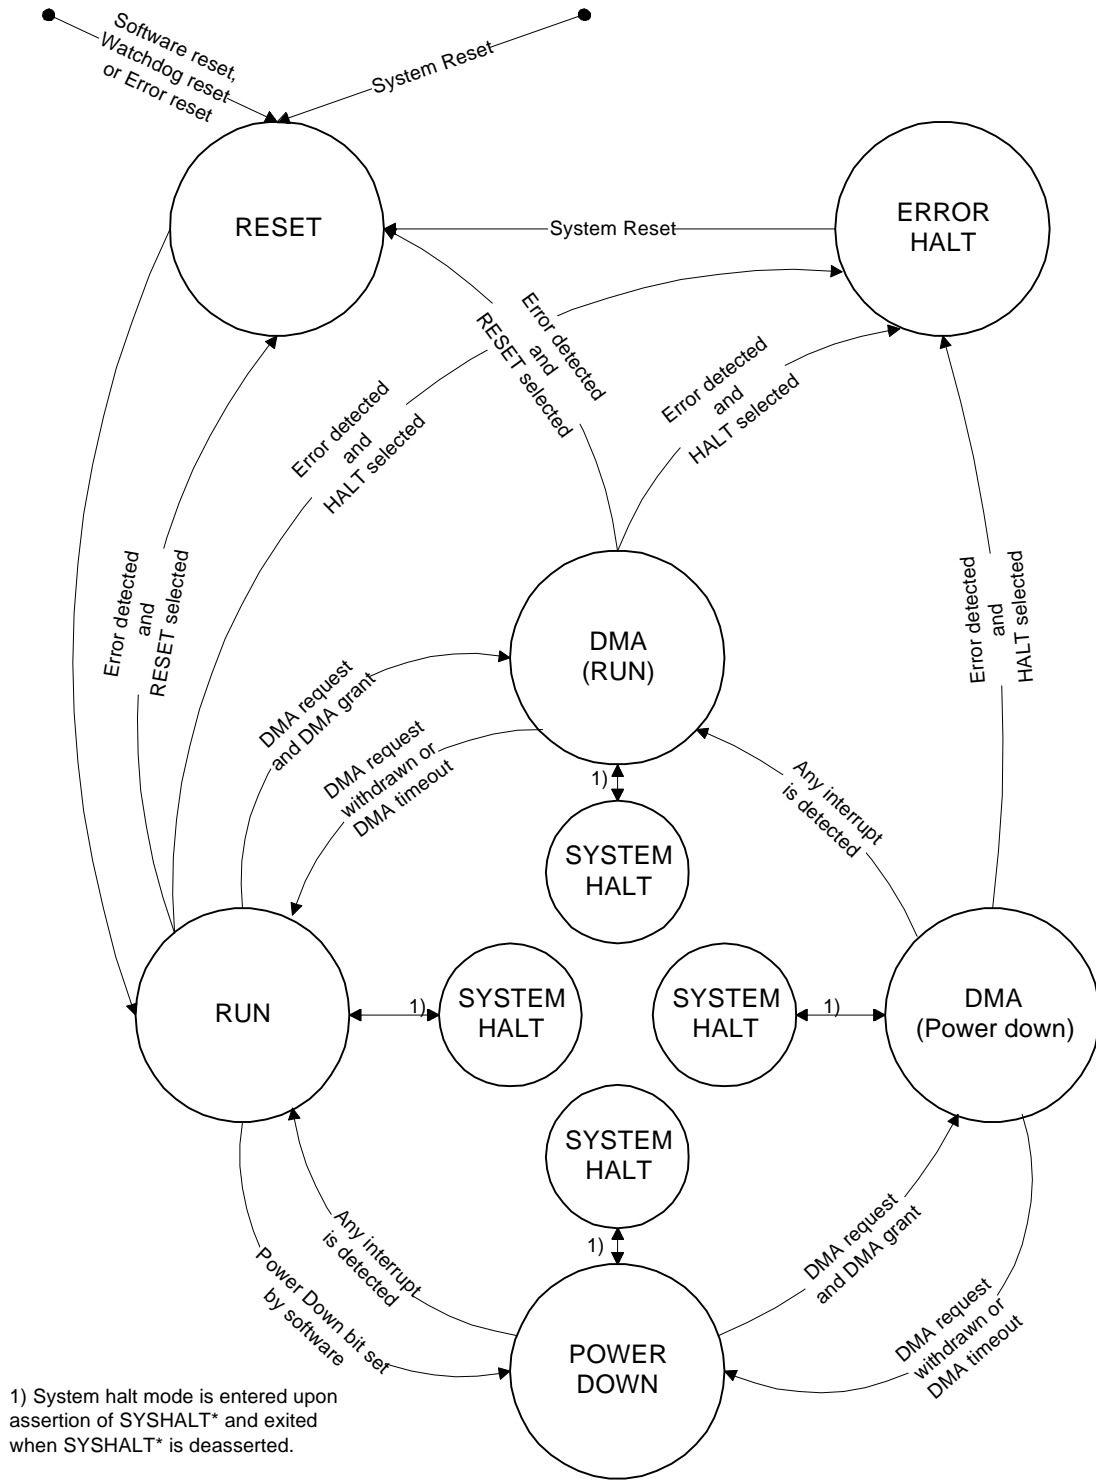 Software reset,
Watchdog reset
or Error reset
System Reset
RESET
ERROR
HALT
System Reset
Error detected
and
RESET selected
Error detected
and
HALT selected
Error detected
and
HALT selected
Error detected
and
RESET selected
Error detected
and
HALT selected
DMA
(RUN)
DMA request
and DMA grant
DMA request
withdrawn or
DMA timeout
1)
Any interrupt
is detected
SYSTEM
HALT
RUN
1)
SYSTEM
HALT
SYSTEM
HALT
1)
DMA
(Power down)
SYSTEM
HALT
1)
Any interrupt
is detected
Power Down bit set
by software
DMA request
and DMA grant
DMA request
withdrawn or
DMA timeout
POWER
DOWN
1) System halt mode is entered upon
assertion of SYSHALT* and exited
when SYSHALT* is deasserted.